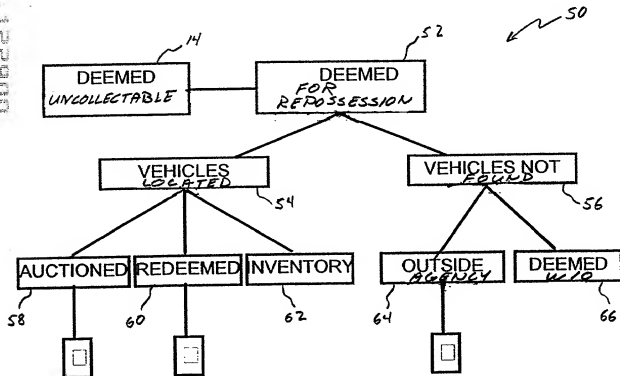 50
14
52
DEEMED
UNCOLLECTABLE
DEEMED
FOR
REPOSSESSION
VEHICLES
LOCATED
54
VEHICLES NOT
FOUND
56
AUCTIONED
58
REDEEMED
60
INVENTORY
62
OUTSIDE
AGENCY
64
DEEMED
W/O
66